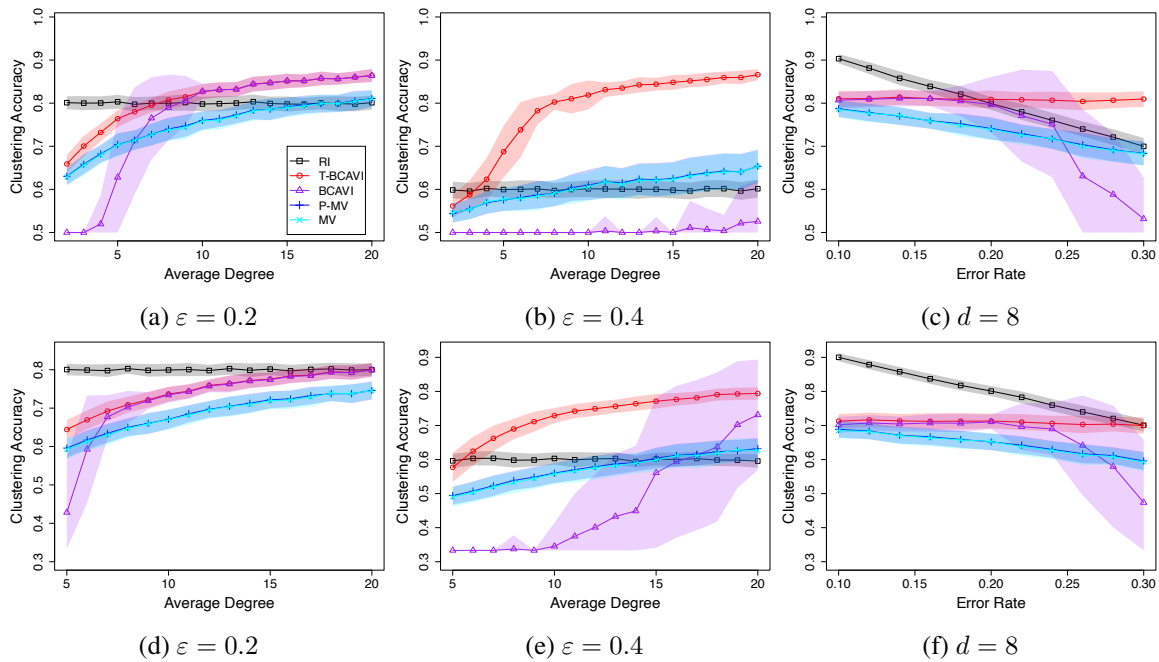 1.0
0.9
0.8
0.7
0.6
0.5
Clustering Accuracy
5 10 15 20
Average Degree
RI
T-BCAVI
BCAVI
P-MV
MV
(a) ε = 0.2
1.0
0.9
0.8
0.7
0.6
0.5
Clustering Accuracy
5 10 15 20
Average Degree
(b) ε = 0.4
1.0
0.9
0.8
0.7
0.6
0.5
Clustering Accuracy
0.10 0.15 0.20 0.25 0.30
Error Rate
(c) d = 8
0.8
0.7
0.6
0.5
0.4
0.3
Clustering Accuracy
5 10 15 20
Average Degree
(d) ε = 0.2
0.9
0.8
0.7
0.6
0.5
0.4
0.3
Clustering Accuracy
5 10 15 20
Average Degree
(e) ε = 0.4
0.9
0.8
0.7
0.6
0.5
0.4
0.3
Clustering Accuracy
0.10 0.15 0.20 0.25 0.30
Error Rate
(f) d = 8